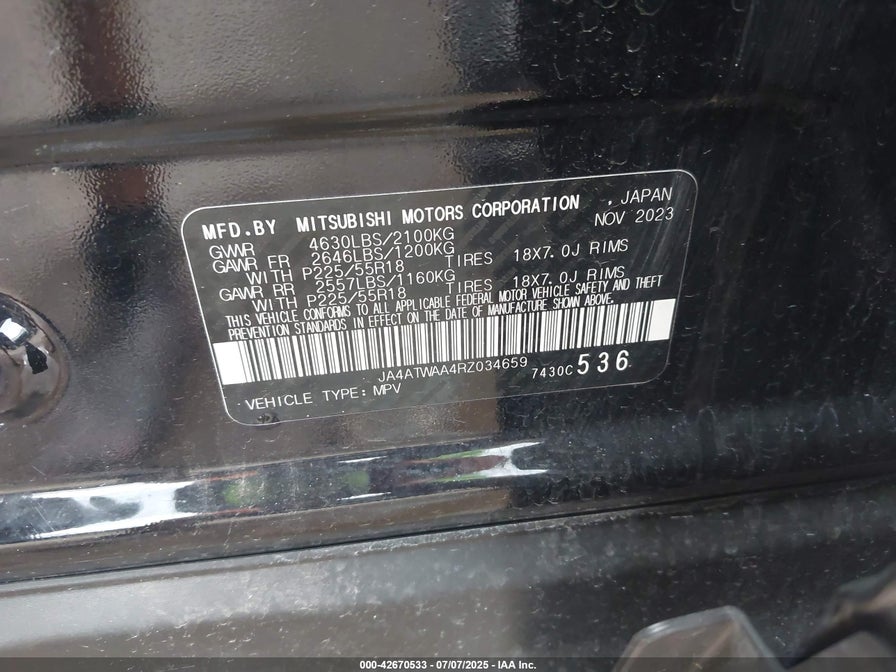 MFD.BY MITSUBISHI MOTORS CORPORATION , JAPAN
NOV 2023
GVWR 4630LBS/2100KG
GAWR FR 2646LBS/1200KG
WITH P225/55R18 TIRES 18X7.0J RIMS
GAWR RR 2557LBS/1160KG
WITH P225/55R18 TIRES 18X7.0J RIMS
THIS VEHICLE CONFORMS TO ALL APPLICABLE FEDERAL MOTOR VEHICLE SAFETY AND THEFT
PREVENTION STANDARDS IN EFFECT ON THE DATE OF MANUFACTURE SHOWN ABOVE.
JA4ATWAA4RZ034659 7430C 536
VEHICLE TYPE: MPV
000-42670533 - 07/07/2025 - IAA Inc.